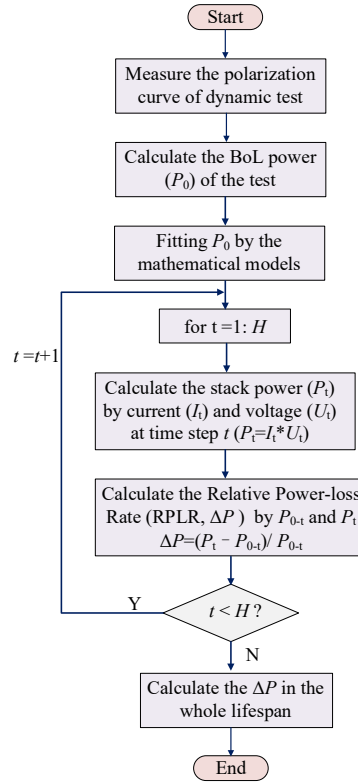 Start
Measure the polarization
curve of dynamic test
Calculate the BoL power
(P0) of the test
Fitting P0 by the
mathematical models
for t =1: H
t =t+1
Calculate the stack power (Pt)
by current (It) and voltage (Ut)
at time step t (Pt=It*Ut)
Calculate the Relative Power-loss
Rate (RPLR, ΔP ) by P0-t and Pt
ΔP=(Pt - P0-t)/ P0-t
Y
t < H ?
N
Calculate the ΔP in the
whole lifespan
End